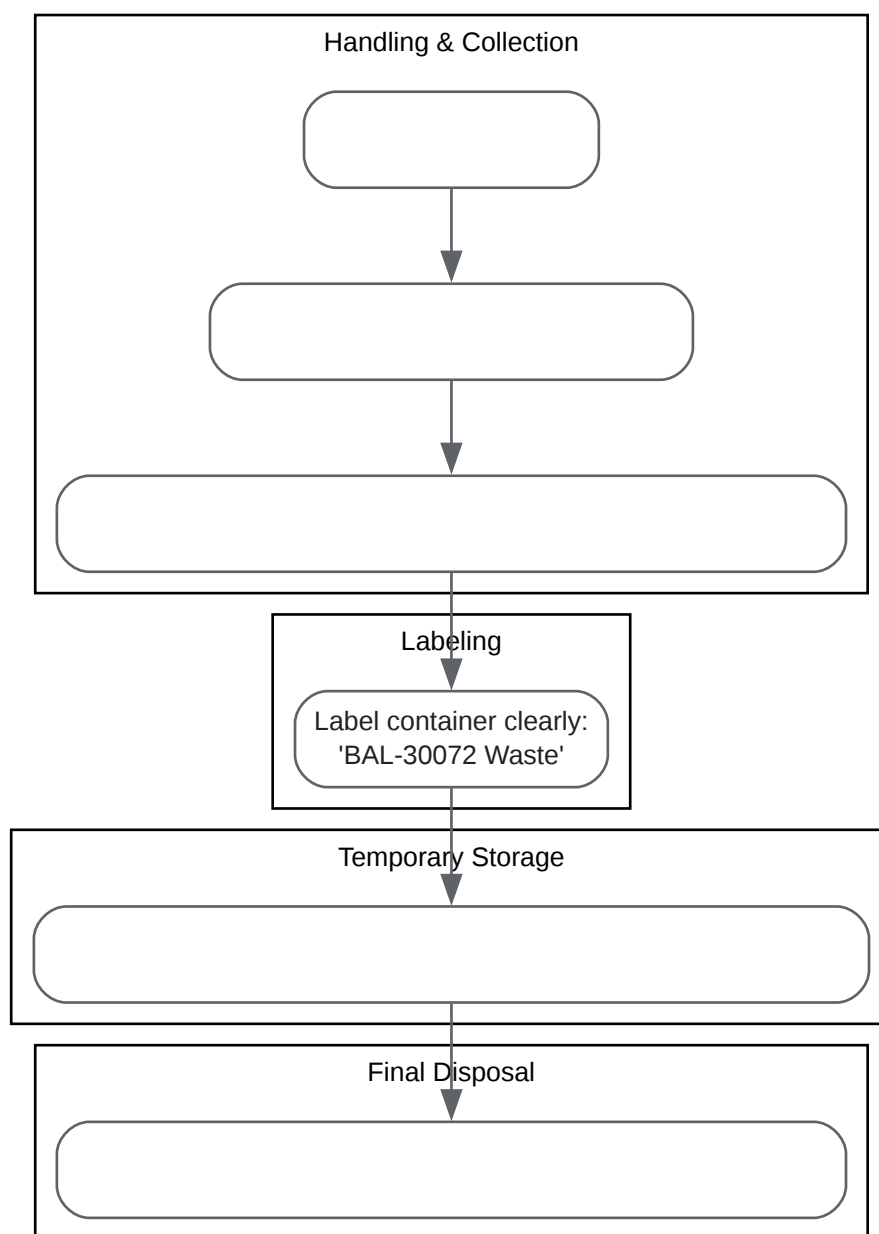 Handling & Collection
Labeling
Label container clearly:
'BAL-30072 Waste'
Temporary Storage
Final Disposal